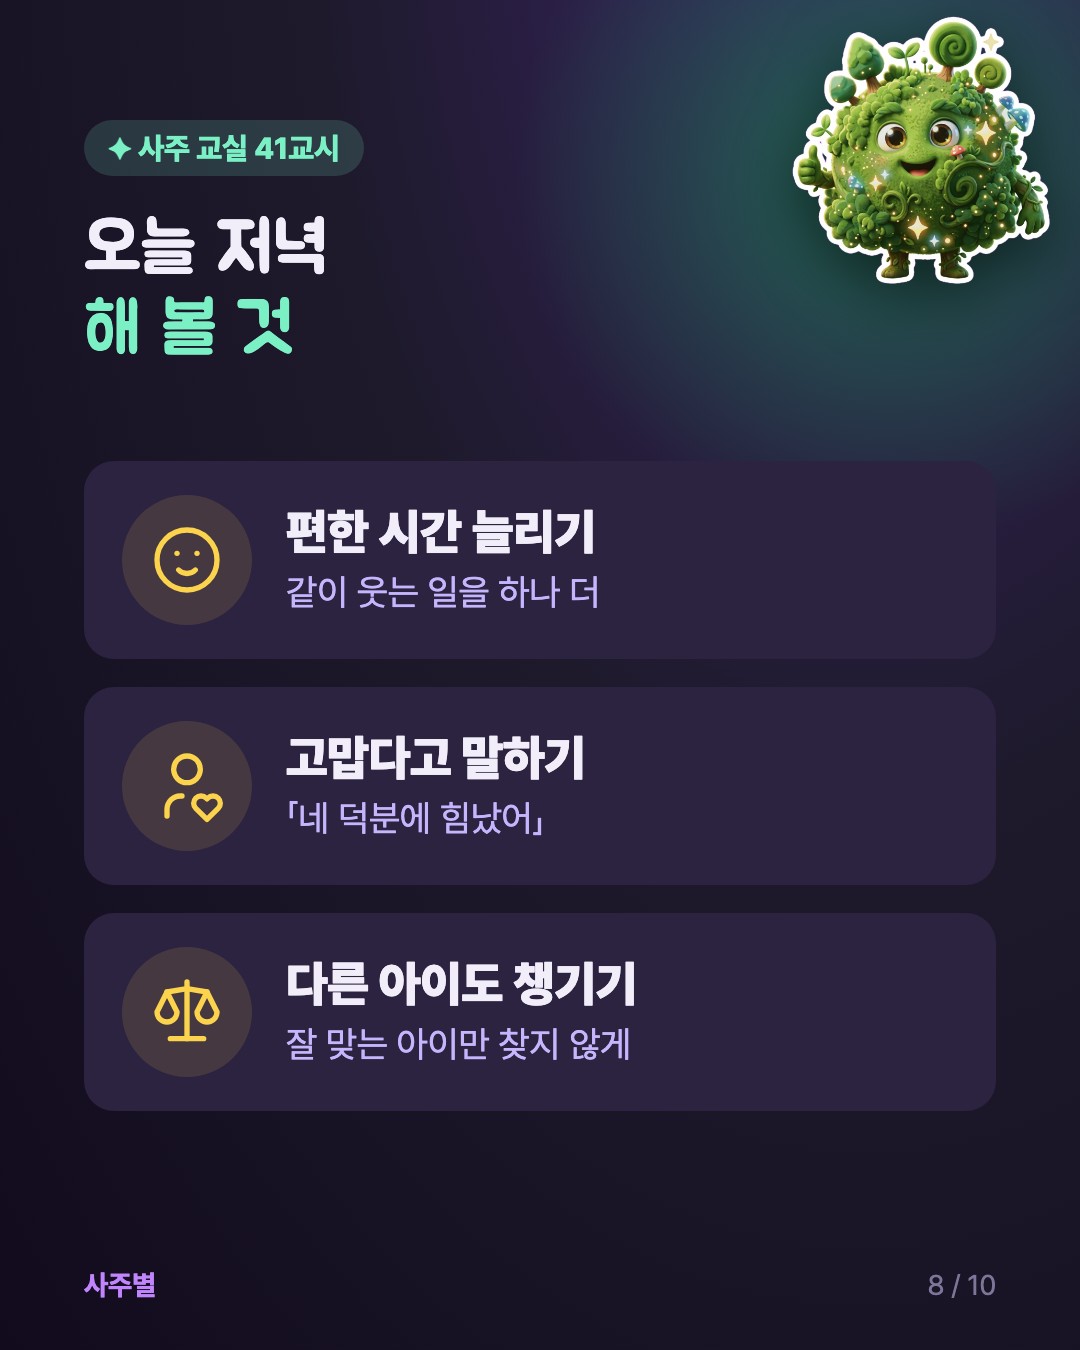 ✦ 사주 교실 41교시
오늘 저녁
해 볼 것
편한 시간 늘리기
같이 웃는 일을 하나 더
고맙다고 말하기
「네 덕분에 힘났어」
다른 아이도 챙기기
잘 맞는 아이만 찾지 않게
사주별
8 / 10